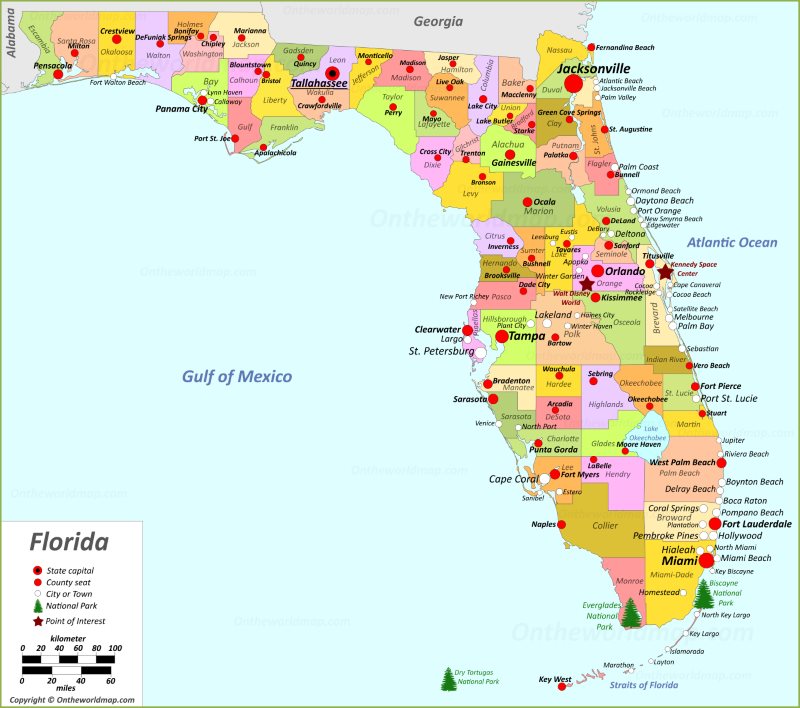 Alabama
Georgia
Ontheworldmap.com
Escambia
Santa Rosa
Milton
Pensacola
Crestview
Okaloosa
Fort Walton Beach
DeFuniak Springs
Walton
Holmes
Bonifay
Chipley
Washington
Marianna
Jackson
Bay
Lynn Haven
Callaway
Panama City
Blountstown
Calhoun
Bristol
Liberty
Gulf
Port St. Joe
Franklin
Apalachicola
Gadsden
Quincy
Leon
Tallahassee
Wakulla
Crawfordville
Monticello
Jefferson
Madison
Madison
Taylor
Perry
Jasper
Hamilton
Live Oak
Suwannee
Mayo
Lafayette
Columbia
Lake City
Baker
Macclenny
Union
Lake Butler
Bradford
Starke
Nassau
Fernandina Beach
Jacksonville
Duval
Atlantic Beach
Jacksonville Beach
Palm Valley
Green Cove Springs
Clay
St. Johns
St. Augustine
Cross City
Dixie
Gilchrist
Trenton
Alachua
Gainesville
Putnam
Palatka
Flagler
Palm Coast
Bunnell
Bronson
Levy
Ocala
Marion
Ormond Beach
Daytona Beach
Port Orange
New Smyrna Beach
Edgewater
Volusia
DeLand
DeBary
Deltona
Citrus
Inverness
Sumter
Bushnell
Leesburg
Eustis
Lake
Tavares
Sanford
Seminole
Hernando
Brooksville
Apopka
Winter Garden
Orlando
Orange
Titusville
Kennedy Space
Center
Cape Canaveral
Cocoa
Rockledge
Cocoa Beach
Atlantic Ocean
Dade City
Pasco
New Port Richey
Walt Disney
World
Kissimmee
Osceola
Brevard
Satellite Beach
Melbourne
Palm Bay
Clearwater
Largo
Pinellas
St. Petersburg
Hillsborough
Plant City
Tampa
Lakeland
Haines City
Winter Haven
Polk
Bartow
Sebastian
Indian River
Vero Beach
Gulf of Mexico
Bradenton
Manatee
Wauchula
Hardee
Sebring
Highlands
Okeechobee
Okeechobee
St. Lucie
Fort Pierce
Port St. Lucie
Sarasota
Sarasota
Arcadia
DeSoto
Stuart
Martin
Venice
North Port
Charlotte
Punta Gorda
Glades
Moore Haven
Lake
Okeechobee
Jupiter
Riviera Beach
West Palm Beach
Palm Beach
Cape Coral
Lee
Fort Myers
LaBelle
Hendry
Sanibel
Estero
Boynton Beach
Delray Beach
Boca Raton
Coral Springs
Pompano Beach
Broward
Plantation
Fort Lauderdale
Pembroke Pines
Hollywood
Naples
Collier
Hialeah
North Miami
Miami
Miami Beach
Key Biscayne
Miami-Dade
Monroe
Homestead
Biscayne
National
Park
Everglades
National
Park
North Key Largo
Key Largo
Islamorada
Layton
Marathon
Key West
Dry Tortugas
National Park
Straits of Florida
Florida
State capital
County seat
City or Town
National Park
Point of Interest
kilometer
0 20 40 60 80 100
0 20 40 60 80 100
miles
Copyright © Ontheworldmap.com